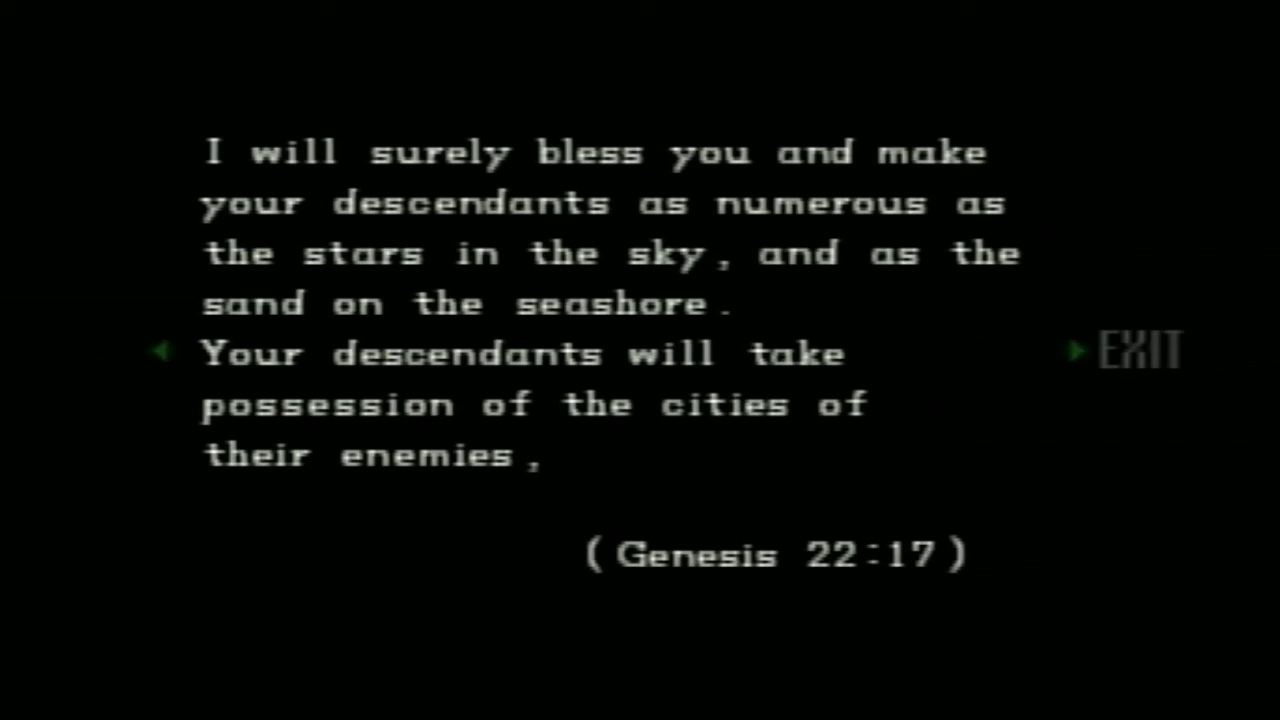 I will surely bless you and make
your descendants as numerous as
the stars in the sky, and as the
sand on the seashore.
Your descendants will take
possession of the cities of
their enemies,
EXIT
(Genesis 22:17)